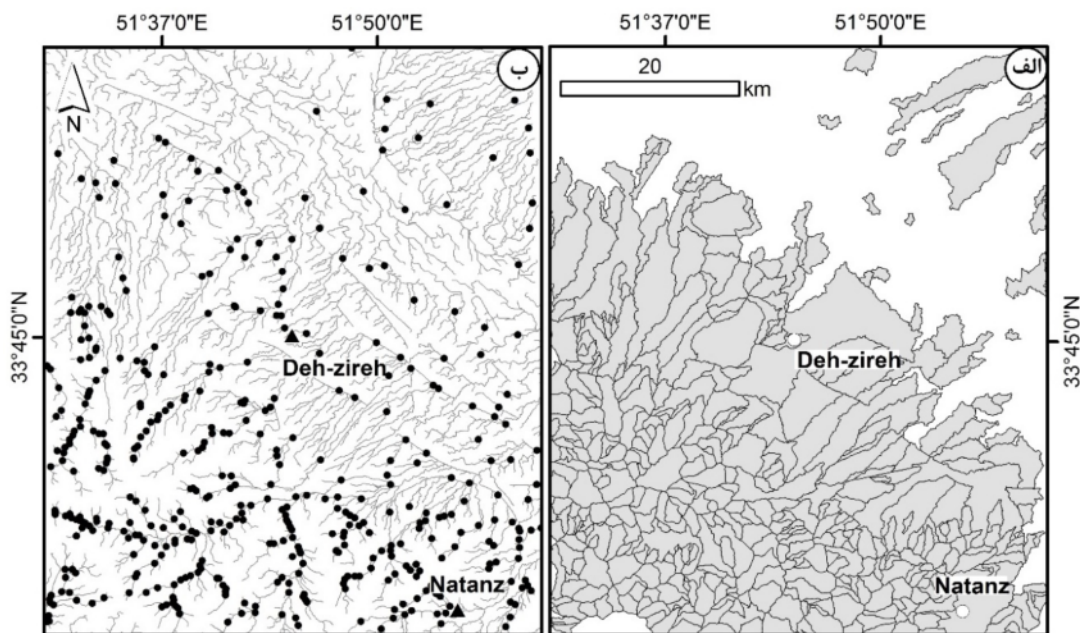 51°37'0"E 51°50'0"E 51°37'0"E 51°50'0"E
ب
الف
N
20
km
33°45'0"N
33°45'0"N
Deh-zireh
Deh-zireh
Natanz
Natanz